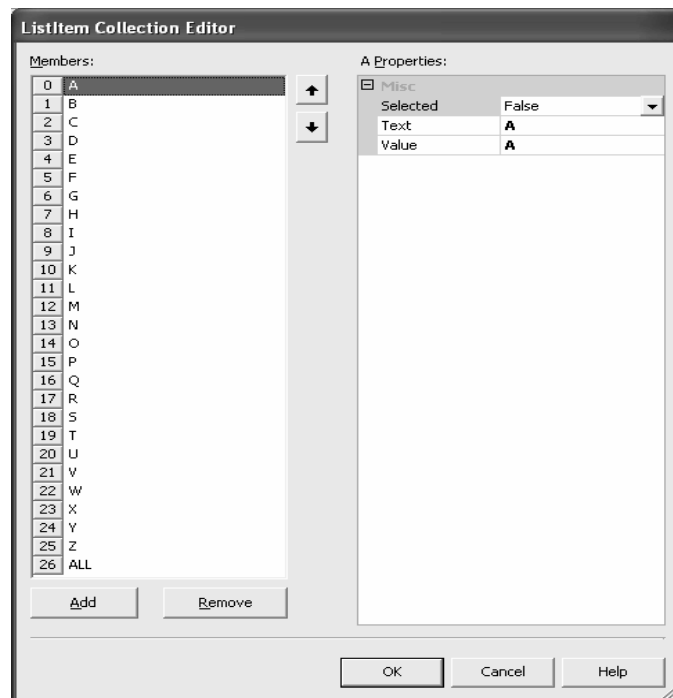 ListItem Collection Editor
Members:
A Properties:
0 A
1 B
2 C
3 D
4 E
5 F
6 G
7 H
8 I
9 J
10 K
11 L
12 M
13 N
14 O
15 P
16 Q
17 R
18 S
19 T
20 U
21 V
22 W
23 X
24 Y
25 Z
26 ALL
Misc
Selected False
Text A
Value A
Add Remove
OK Cancel Help